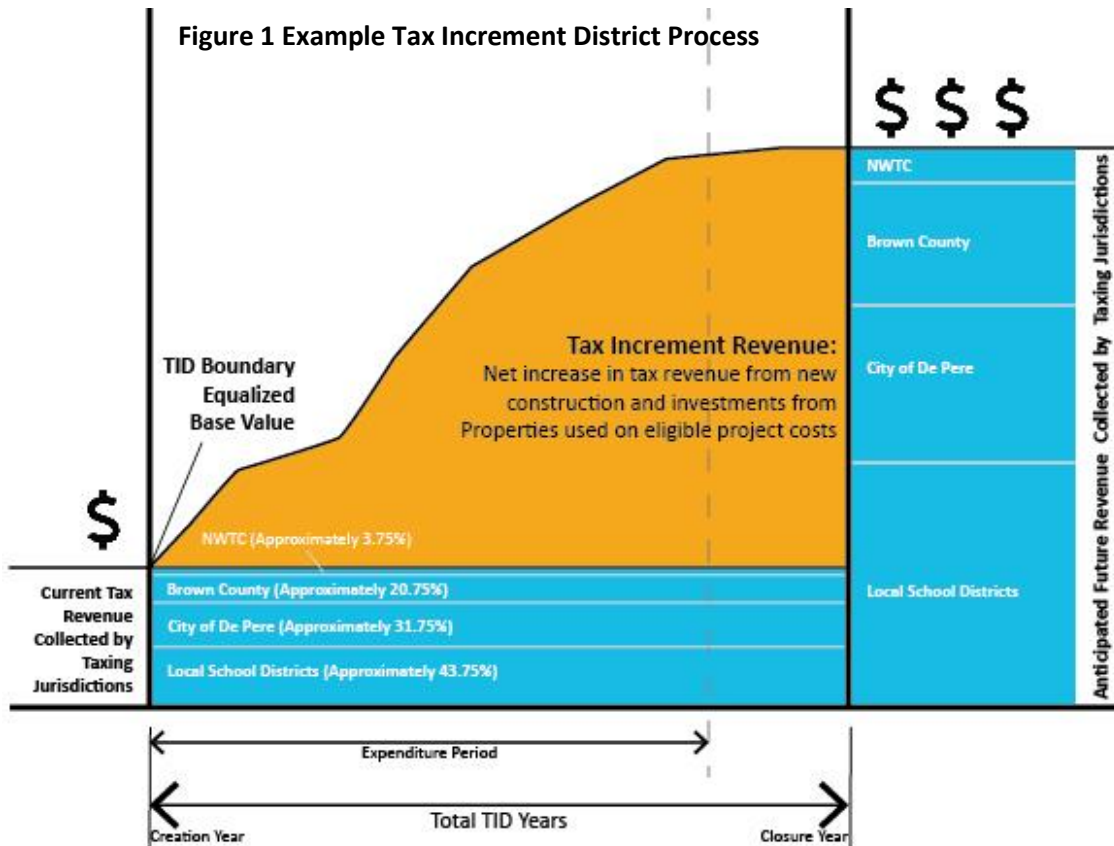 Figure 1 Example Tax Increment District Process
$ $ $
NWTC
Brown County
City of De Pere
Local School Districts
Anticipated Future Revenue Collected by Taxing Jurisdictions
TID Boundary
Equalized
Base Value
Tax Increment Revenue:
Net increase in tax revenue from new
construction and investments from
Properties used on eligible project costs
$
NWTC (Approximately 3.75%)
Brown County (Approximately 20.75%)
City of De Pere (Approximately 31.75%)
Local School Districts (Approximately 43.75%)
Current Tax
Revenue
Collected by
Taxing
Jurisdictions
Expenditure Period
Total TID Years
Creation Year
Closure Year